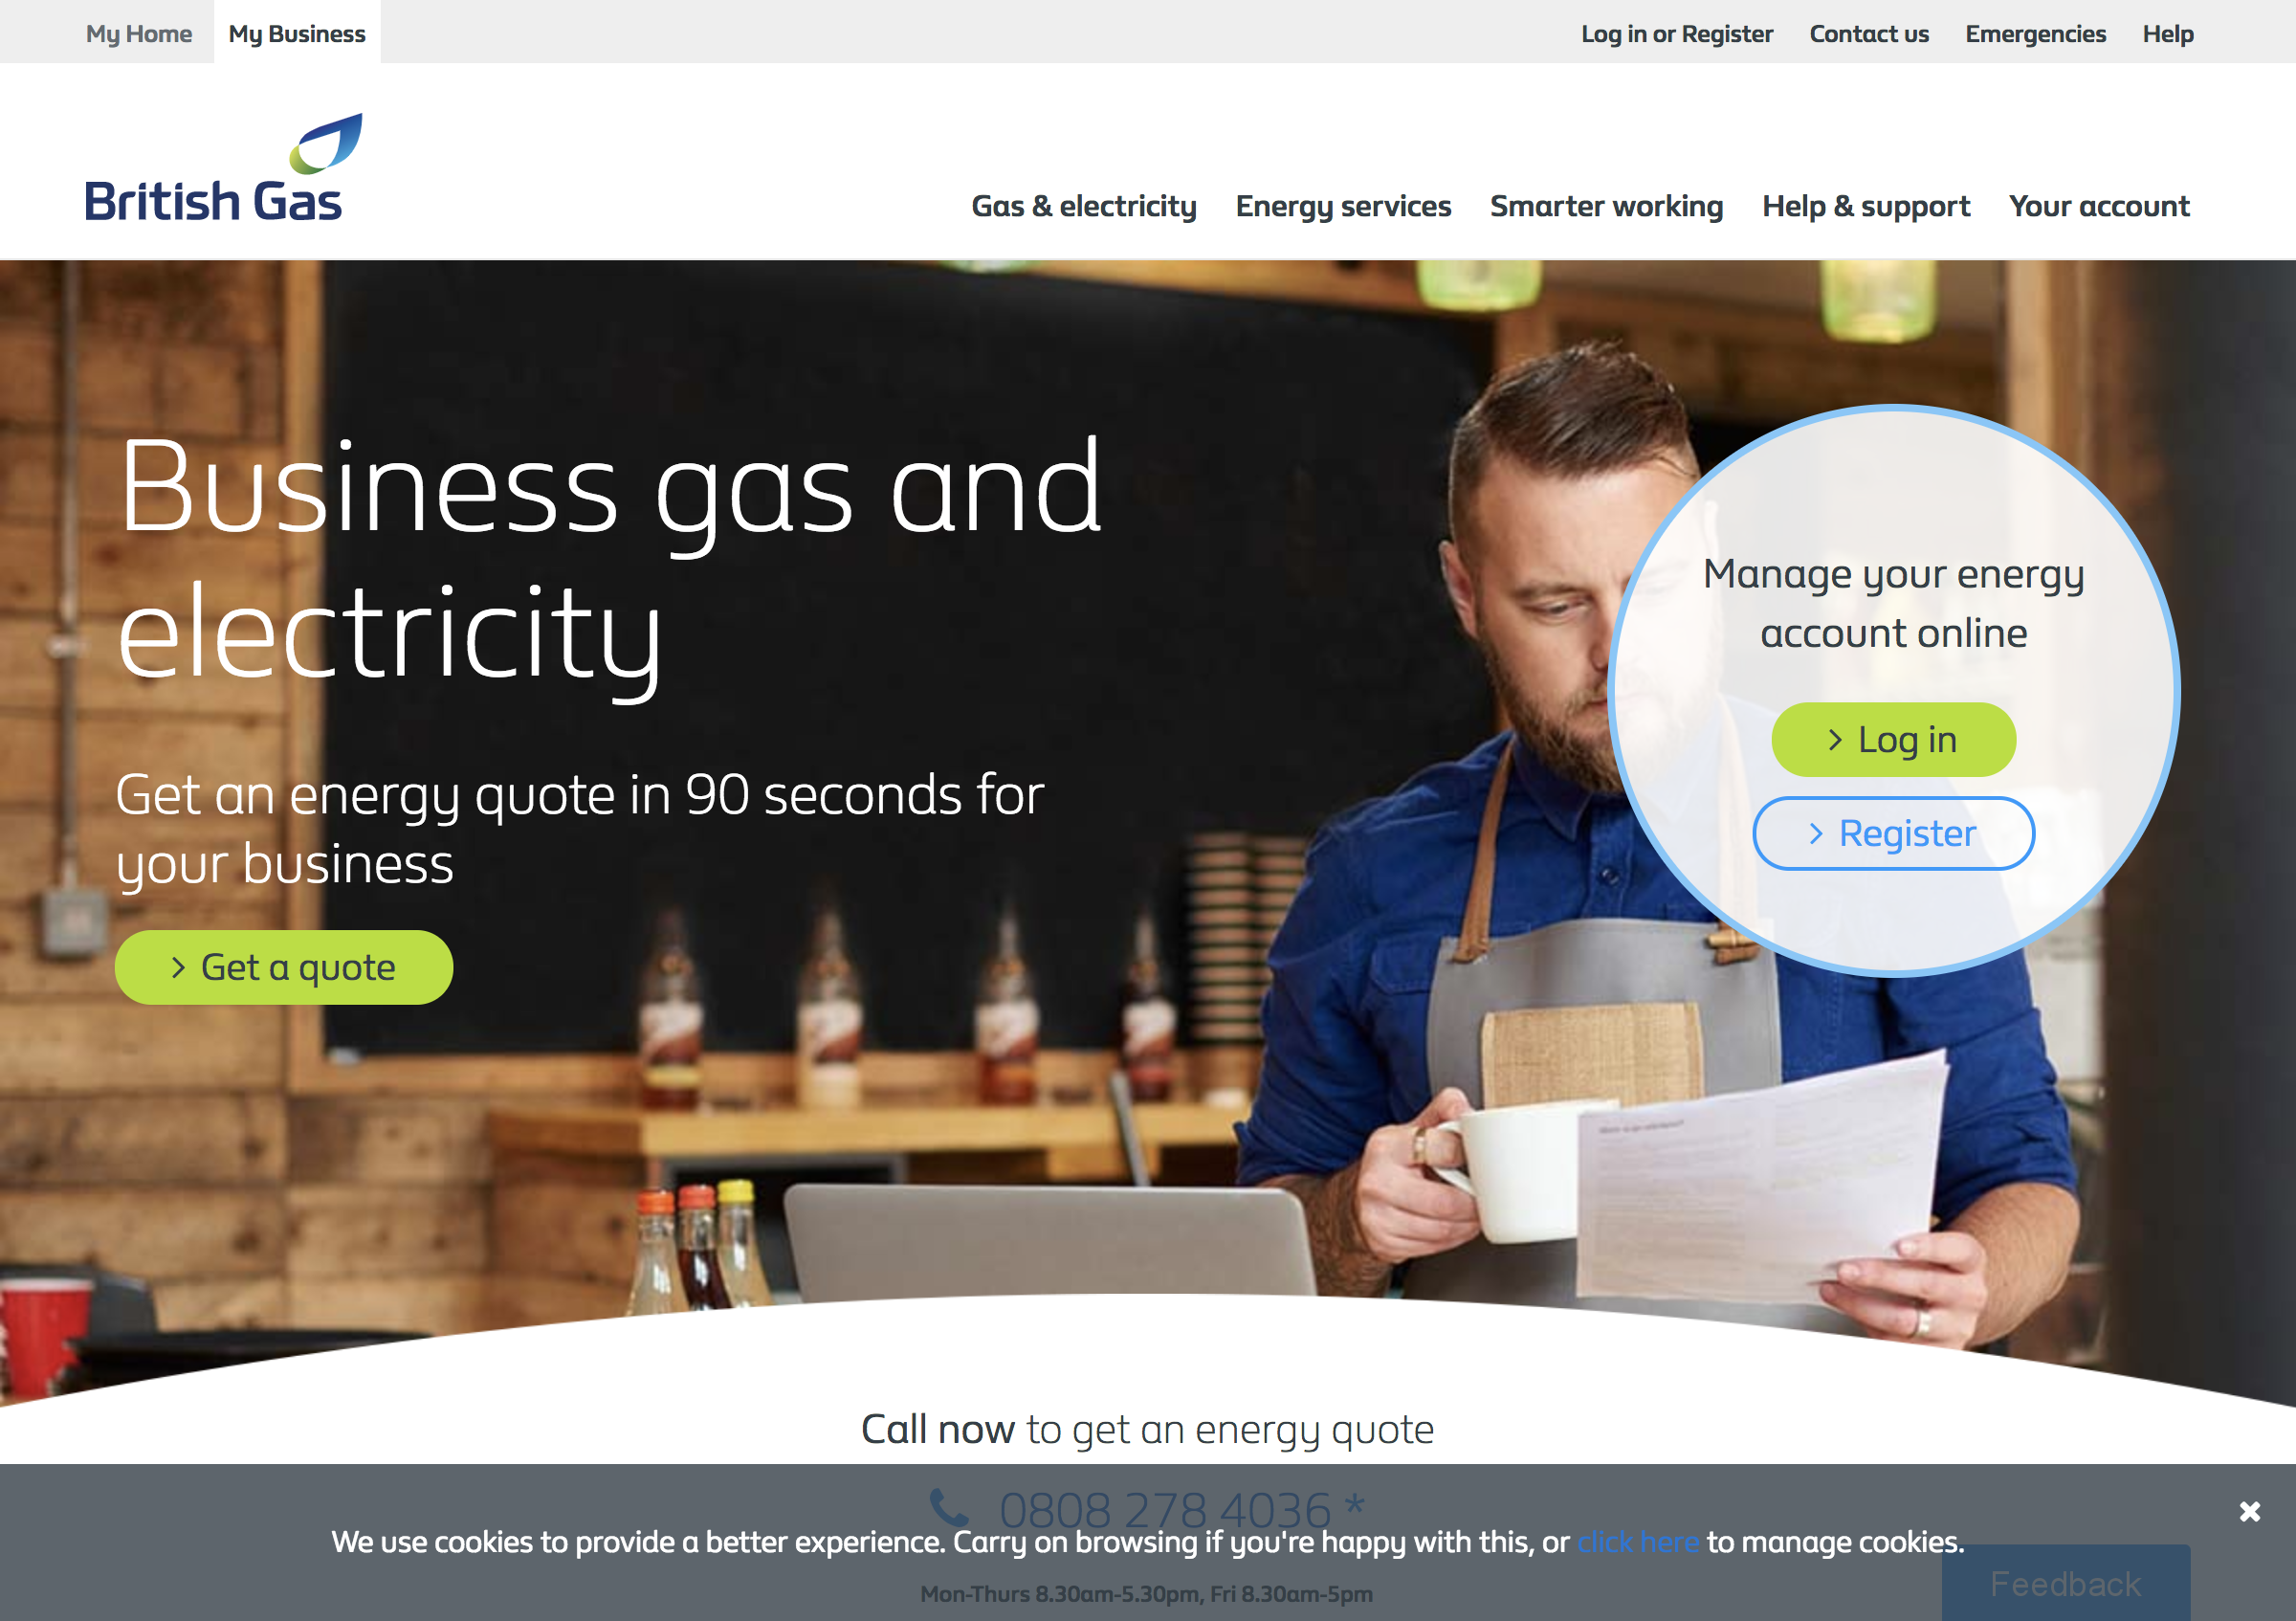 My Home
My Business
Log in or Register
Contact us
Emergencies
Help
British Gas
Gas & electricity
Energy services
Smarter working
Help & support
Your account
Business gas and
electricity
Get an energy quote in 90 seconds for
your business
Get a quote
Manage your energy
account online
Log in
Register
Call now to get an energy quote
0808 278 4036 *
We use cookies to provide a better experience. Carry on browsing if you're happy with this, or click here to manage cookies.
Mon-Thurs 8.30am-5.30pm, Fri 8.30am-5pm
Feedback